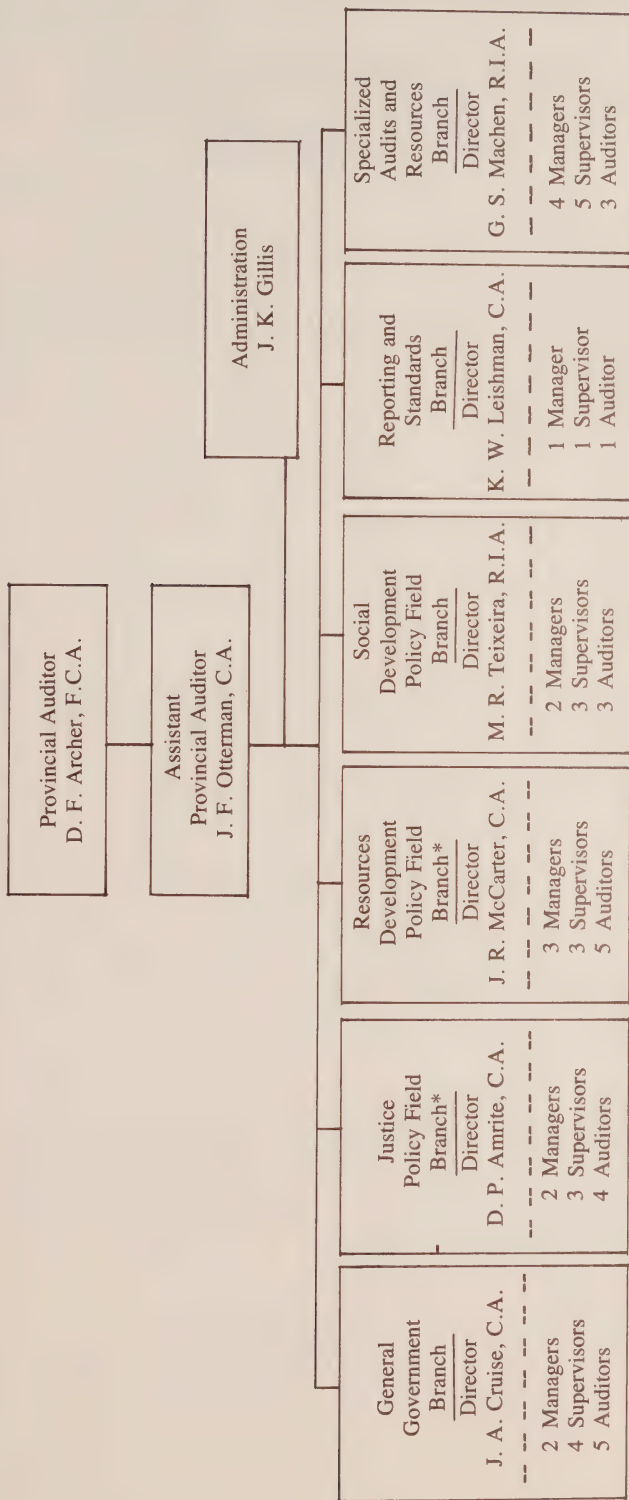 Provincial Auditor
D. F. Archer, F.C.A.
Assistant
Provincial Auditor
J. F. Otterman, C.A.
Administration
J. K. Gillis
General
Government
Branch
Director
J. A. Cruise, C.A.
2 Managers
4 Supervisors
5 Auditors
Justice
Policy Field
Branch*
Director
D. P. Amrite, C.A.
2 Managers
3 Supervisors
4 Auditors
Resources
Development
Policy Field
Branch*
Director
J. R. McCarter, C.A.
3 Managers
3 Supervisors
5 Auditors
Social
Development
Policy Field
Branch
Director
M. R. Teixeira, R.I.A.
2 Managers
3 Supervisors
3 Auditors
Reporting and
Standards
Branch
Director
K. W. Leishman, C.A.
1 Manager
1 Supervisor
1 Auditor
Specialized
Audits and
Resources
Branch
Director
G. S. Machen, R.I.A.
4 Managers
5 Supervisors
3 Auditors